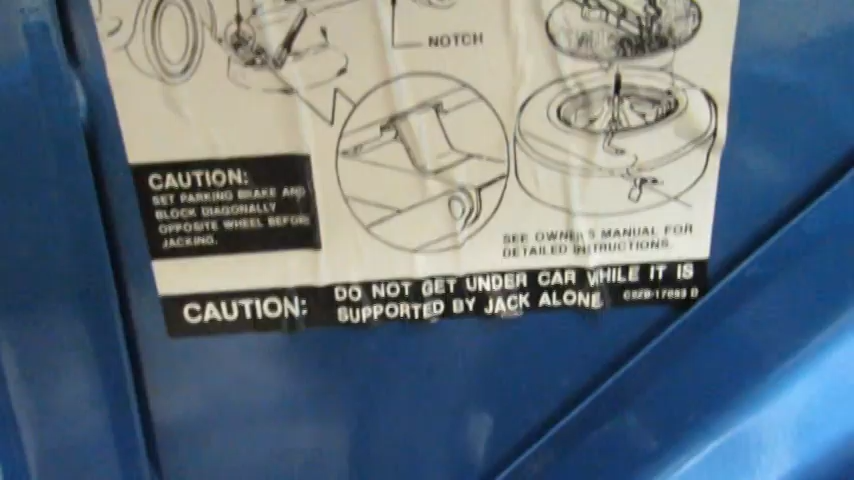 NOTCH
CAUTION:
SET PARKING BRAKE AND
BLOCK DIAGONALLY
OPPOSITE WHEEL BEFORE
JACKING.
SEE OWNER'S MANUAL FOR
DETAILED INSTRUCTIONS.
CAUTION: DO NOT GET UNDER CAR WHILE IT IS
SUPPORTED BY JACK ALONE